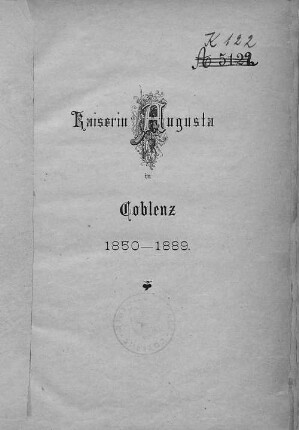 K 122
A 5122.
Kaiserin Augusta
in
Coblenz
1850—1889.